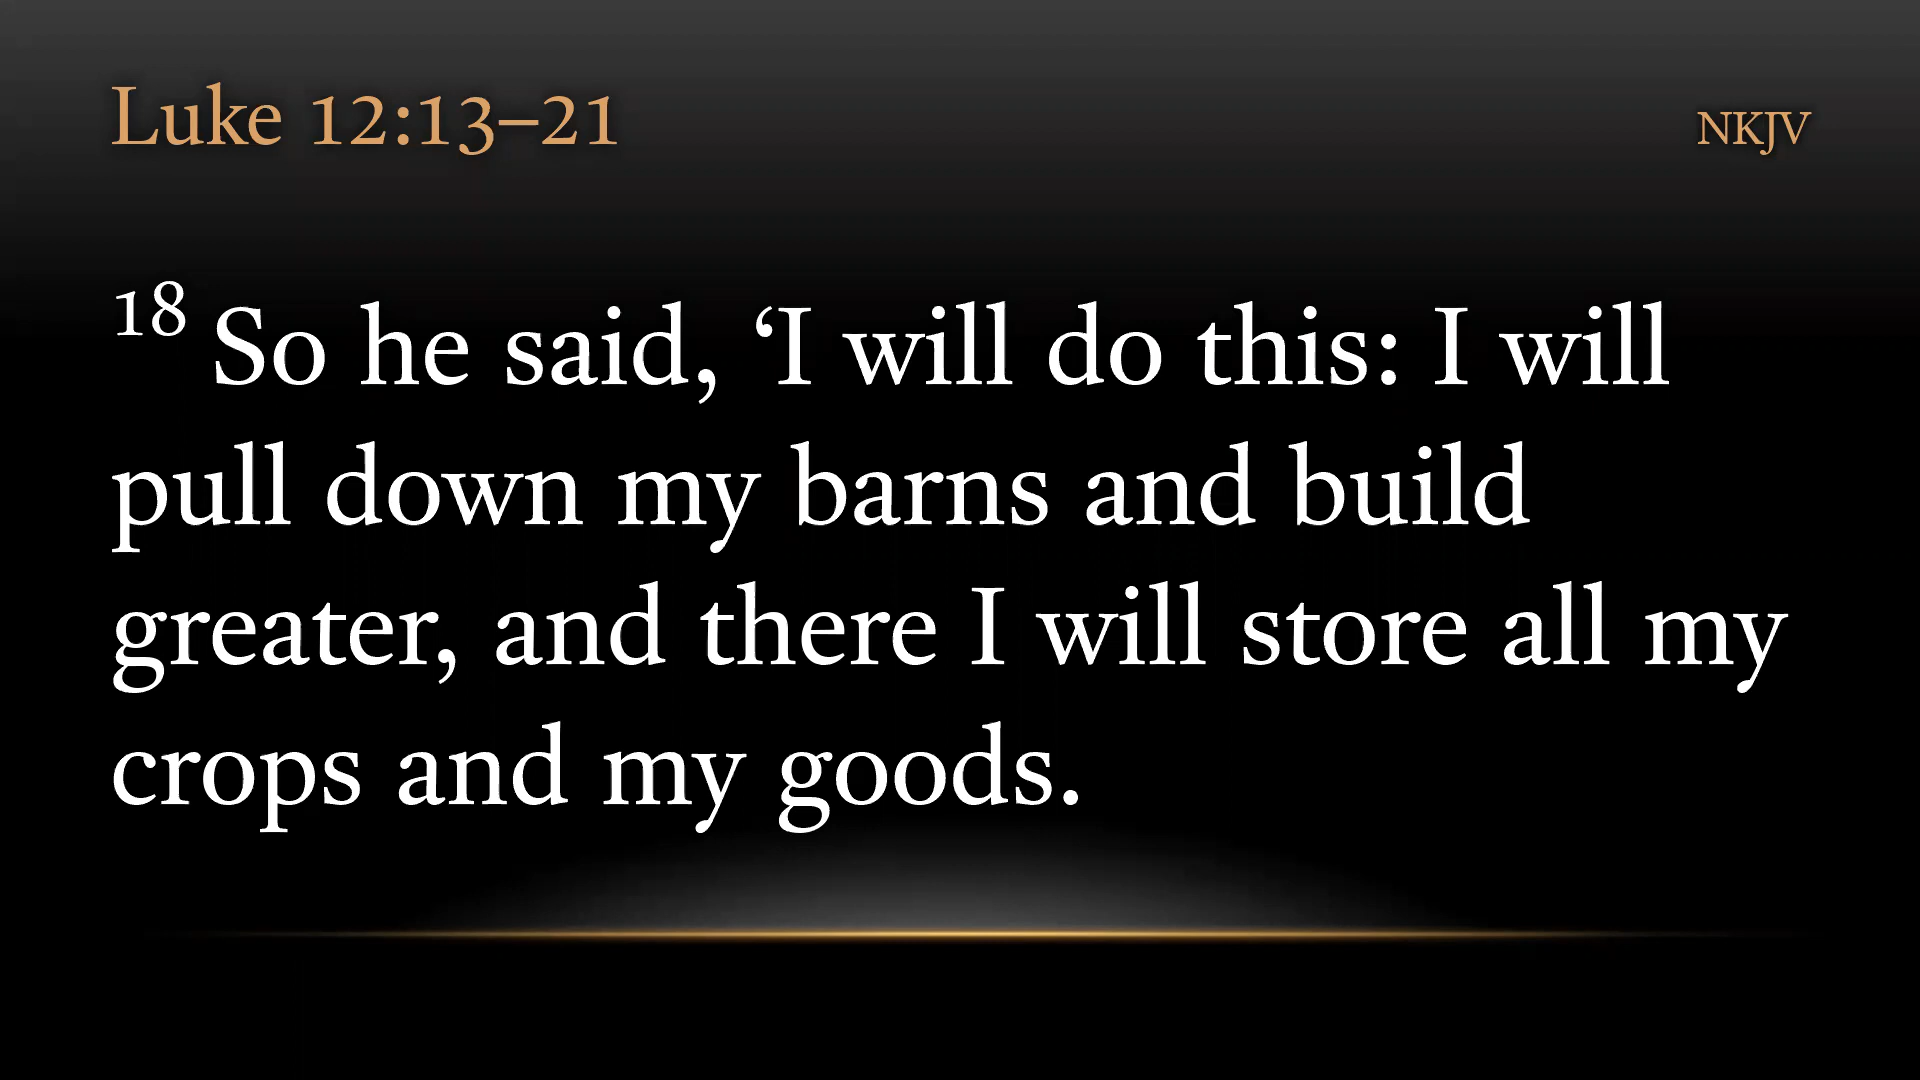 Luke 12:13–21
NKJV
18 So he said, ‘I will do this: I will
pull down my barns and build
greater, and there I will store all my
crops and my goods.